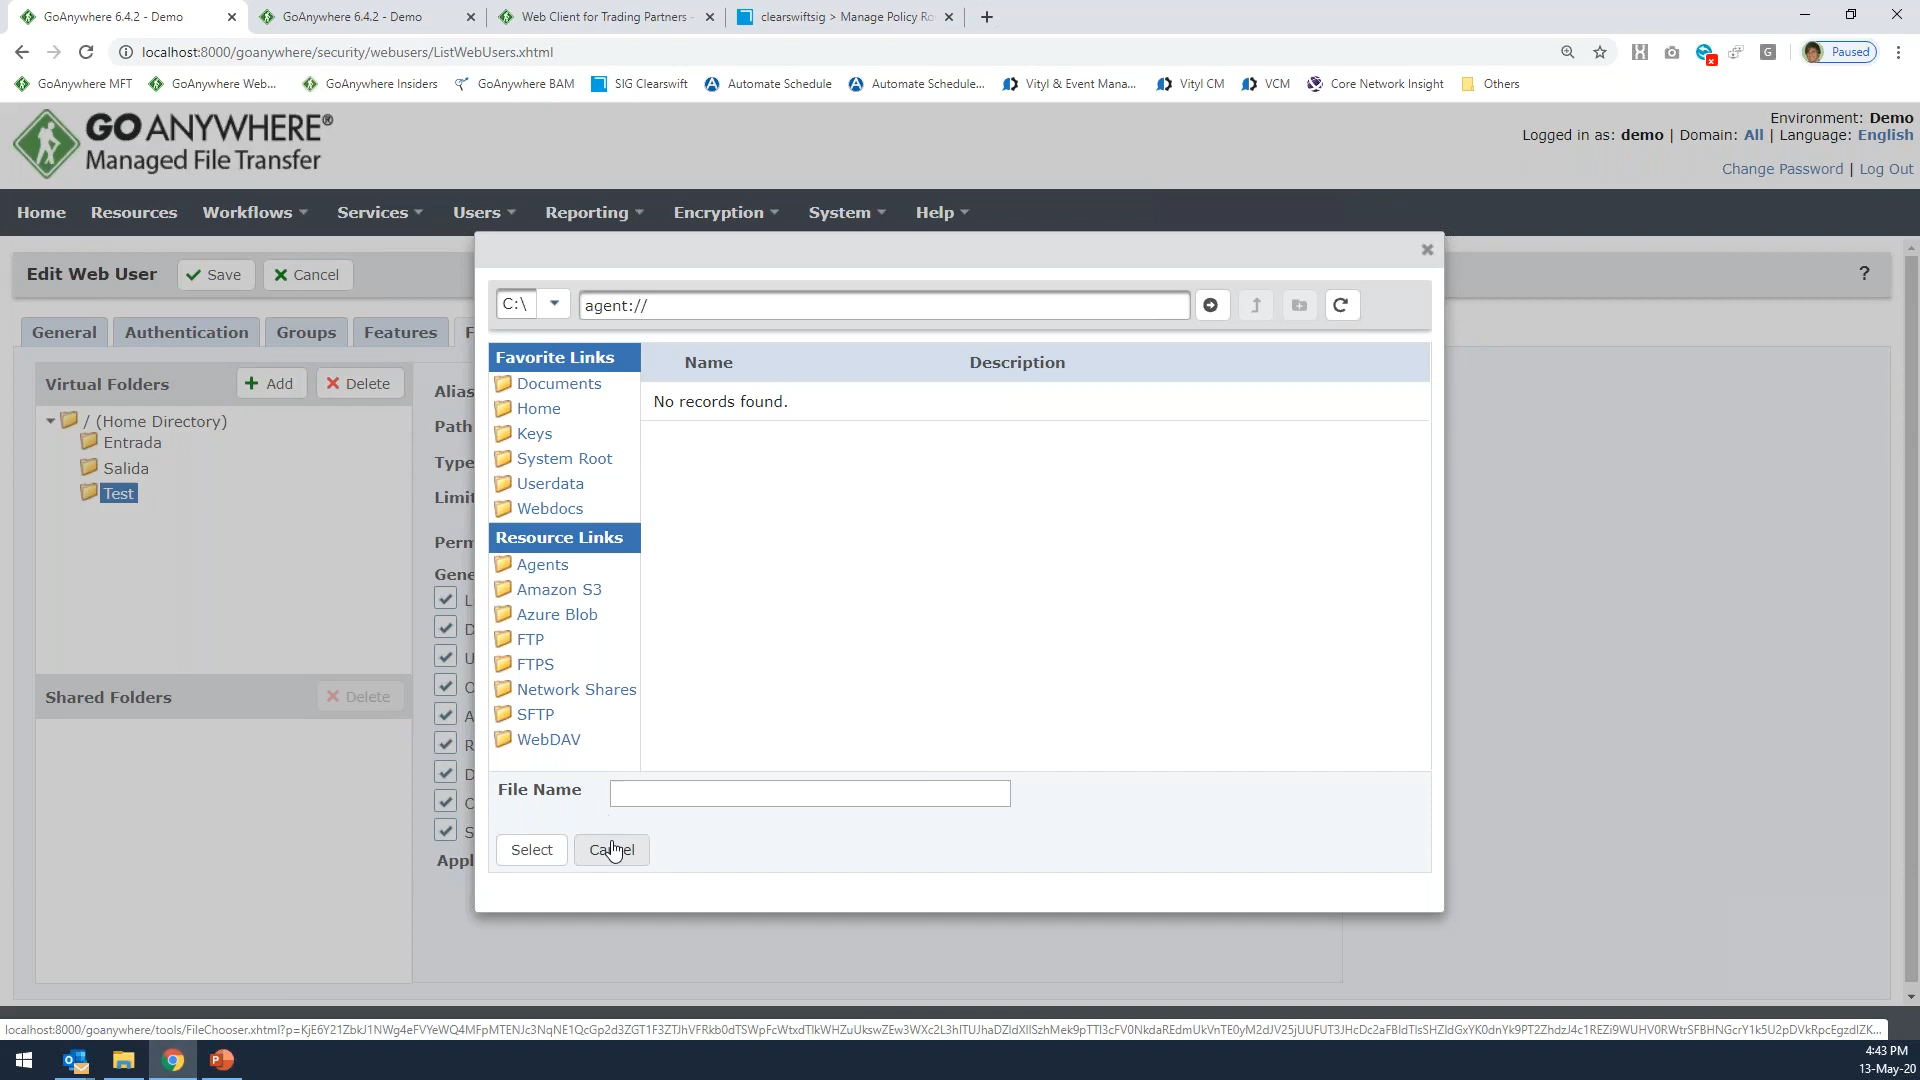 GoAnywhere 6.4.2 - Demo
GoAnywhere 6.4.2 - Demo
Web Client for Trading Partners -
clearswiftsig > Manage Policy Ro
localhost:8000/goanywhere/security/webusers/ListWebUsers.xhtml
Paused
GoAnywhere MFT
GoAnywhere Web...
GoAnywhere Insiders
GoAnywhere BAM
SIG Clearswift
Automate Schedule
Automate Schedule...
Vityl & Event Mana...
Vityl CM
VCM
Core Network Insight
Others
GO ANYWHERE®
Managed File Transfer
Environment: Demo
Logged in as: demo | Domain: All | Language: English
Change Password | Log Out
Home Resources Workflows Services Users Reporting Encryption System Help
Edit Web User
Save
Cancel
?
General
Authentication
Groups
Features
F
Virtual Folders
Add
Delete
/ (Home Directory)
Entrada
Salida
Test
Shared Folders
Delete
Alias
Path
Type
Limit
Perm
Gene
L
D
U
C
A
R
D
C
S
Appl
C:\
agent://
Favorite Links
Documents
Home
Keys
System Root
Userdata
Webdocs
Resource Links
Agents
Amazon S3
Azure Blob
FTP
FTPS
Network Shares
SFTP
WebDAV
Name Description
No records found.
File Name
Select
Cancel
4:43 PM
13-May-20